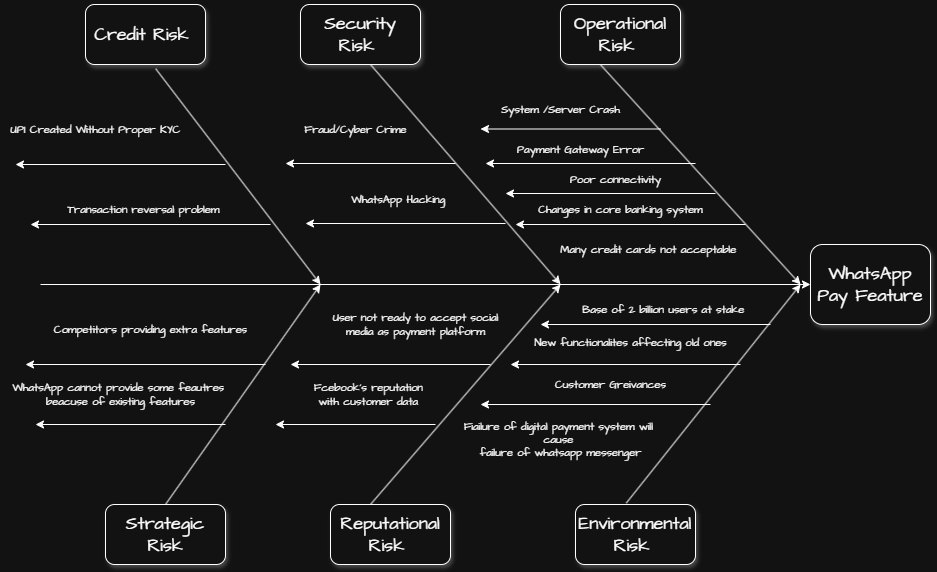 Credit Risk
Security
Risk
Operational
Risk
System /Server Crash
UPI Created Without Proper KYC
Fraud/Cyber Crime
Payment Gateway Error
Poor connectivity
WhatsApp Hacking
Transaction reversal problem
Changes in core banking system
Many credit cards not acceptable
WhatsApp
Pay Feature
Base of 2 billion users at stake
User not ready to accept social
media as payment platform
Competitors providing extra features
New functionalites affecting old ones
WhatsApp cannot provide some feautres
beacuse of existing features
Fcebook's reputation
with customer data
Customer Greivances
Fialure of digital payment system will
cause
failure of whatsapp messenger
Strategic
Risk
Reputational
Risk
Environmental
Risk